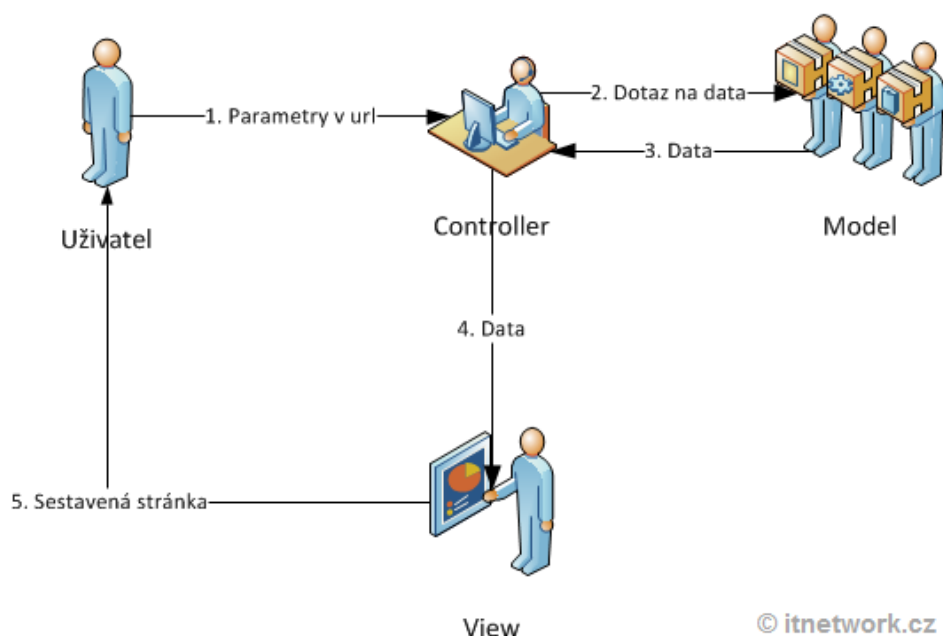 1. Parametry v url
2. Dotaz na data
3. Data
Uživatel
Controller
Model
4. Data
5. Sestavená stránka
View
© itnetwork.cz